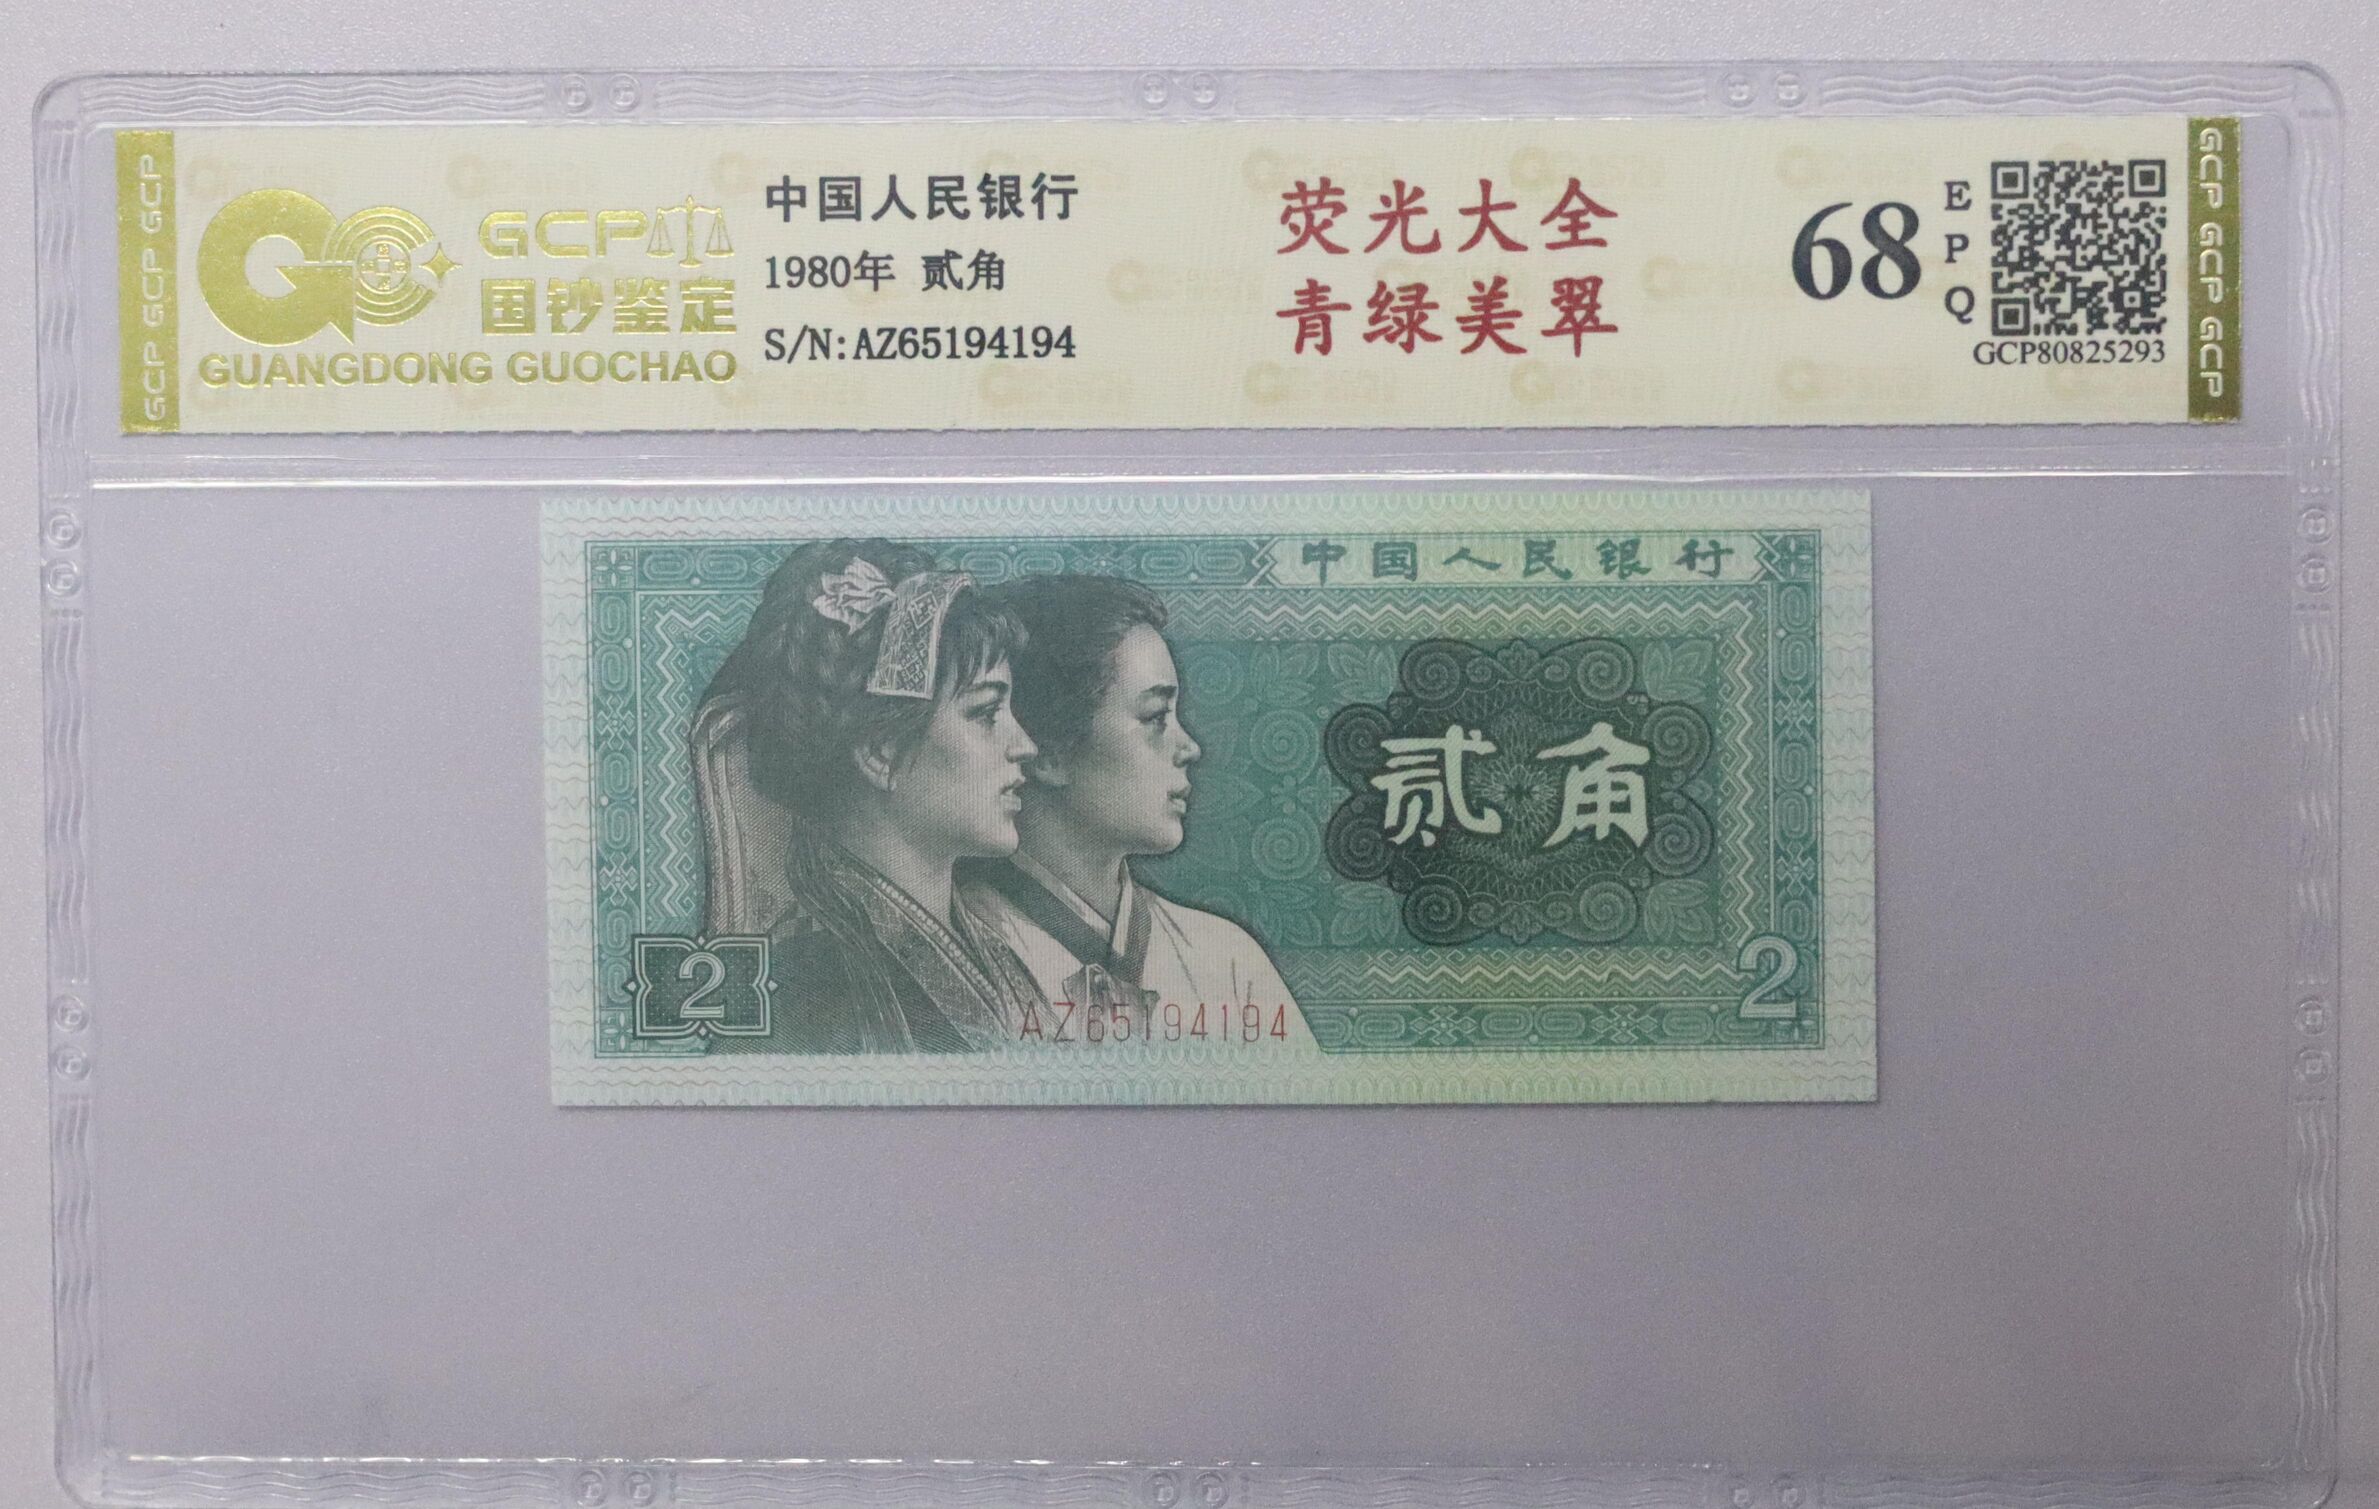 GCP GCP GCP
GCP
国钞鉴定
GUANGDONG GUOCHAO
中国人民银行
1980年 贰角
S/N:AZ65194194
荧光大全
青绿美翠
68
EPQ
GCP80825293
GCP GCP GCP
中国人民银行
贰角
2
AZ65194194
2